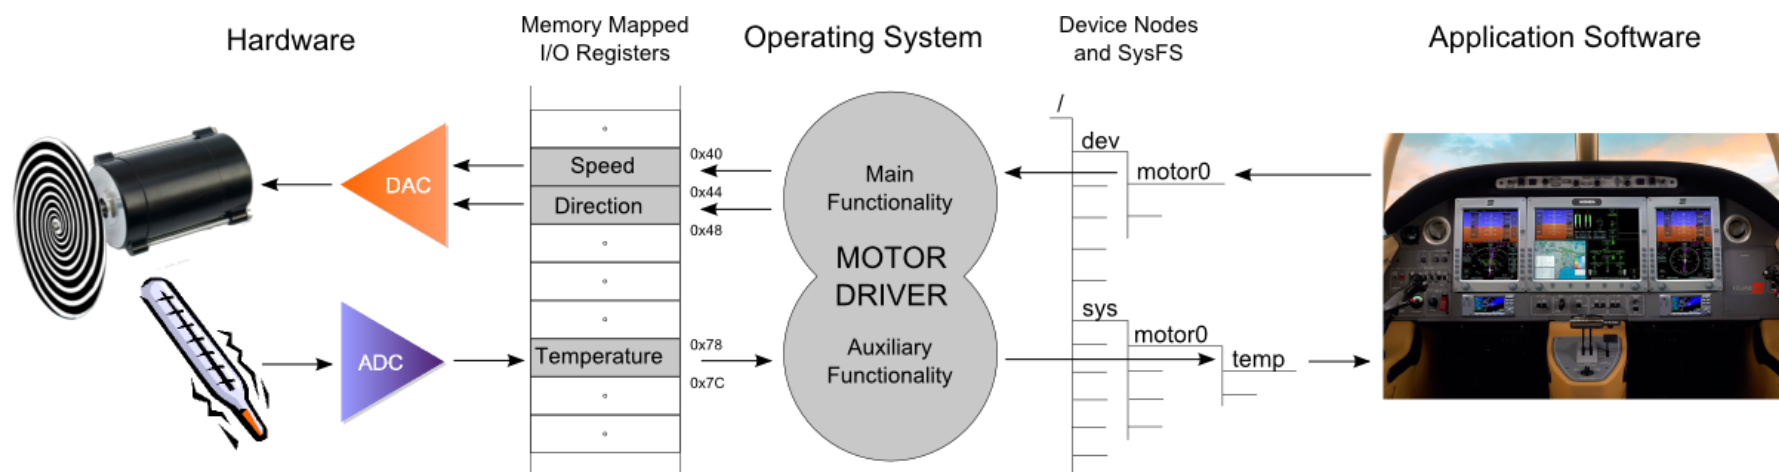 Hardware
Memory Mapped
I/O Registers
Operating System
Device Nodes
and SysFS
Application Software
DAC
ADC
Speed
Direction
Temperature
0x40
0x44
0x48
0x78
0x7C
Main
Functionality
MOTOR
DRIVER
Auxiliary
Functionality
/
dev
motor0
sys
motor0
temp